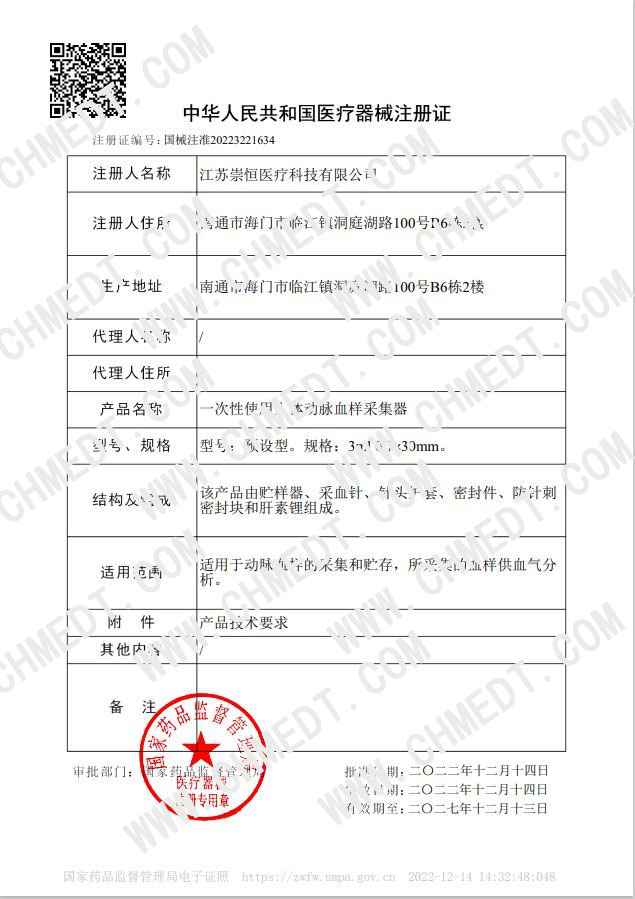 中华人民共和国医疗器械注册证
注册证编号: 国械注准20223221634
注册人名称 江苏崇恒医疗科技有限公司
注册人住所 南通市海门市临江镇洞庭湖路100号B6栋
生产地址 南通市海门市临江镇洞庭湖路100号B6栋2楼
代理人名称 /
代理人住所
产品名称 一次性使用人体动脉血样采集器
型号、规格 型号: 预设型。规格: 30mm。
结构及组成 该产品由贮样器、采血针、针头护套、密封件、防针刺
密封块和肝素锂组成。
适用范围 适用于动脉血样的采集和贮存，所采集的血样供血气分
析。
附 件 产品技术要求
其他内容 /
备 注
国家药品监督管理局
医疗器械
注册专用章
审批部门: 国家药品监督管理局
批准日期: 二〇二二年十二月十四日
生效日期: 二〇二二年十二月十四日
有效期至: 二〇二七年十二月十三日
国家药品监督管理局电子证照 https://zwfw.nmpa.gov.cn 2022-12-14 14:32:48:048
WWW.CHMEDT.COM